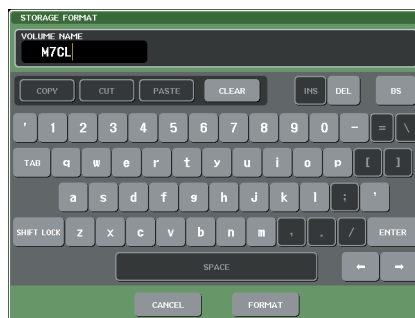 STORAGE FORMAT
VOLUME NAME
M7CL
COPY CUT PASTE CLEAR INS DEL BS
' 1 2 3 4 5 6 7 8 9 0 - = \
TAB q w e r t y u i o p [ ]
a s d f g h j k l ; '
SHIFT LOCK z x c v b n m , . / ENTER
SPACE ← →
CANCEL FORMAT